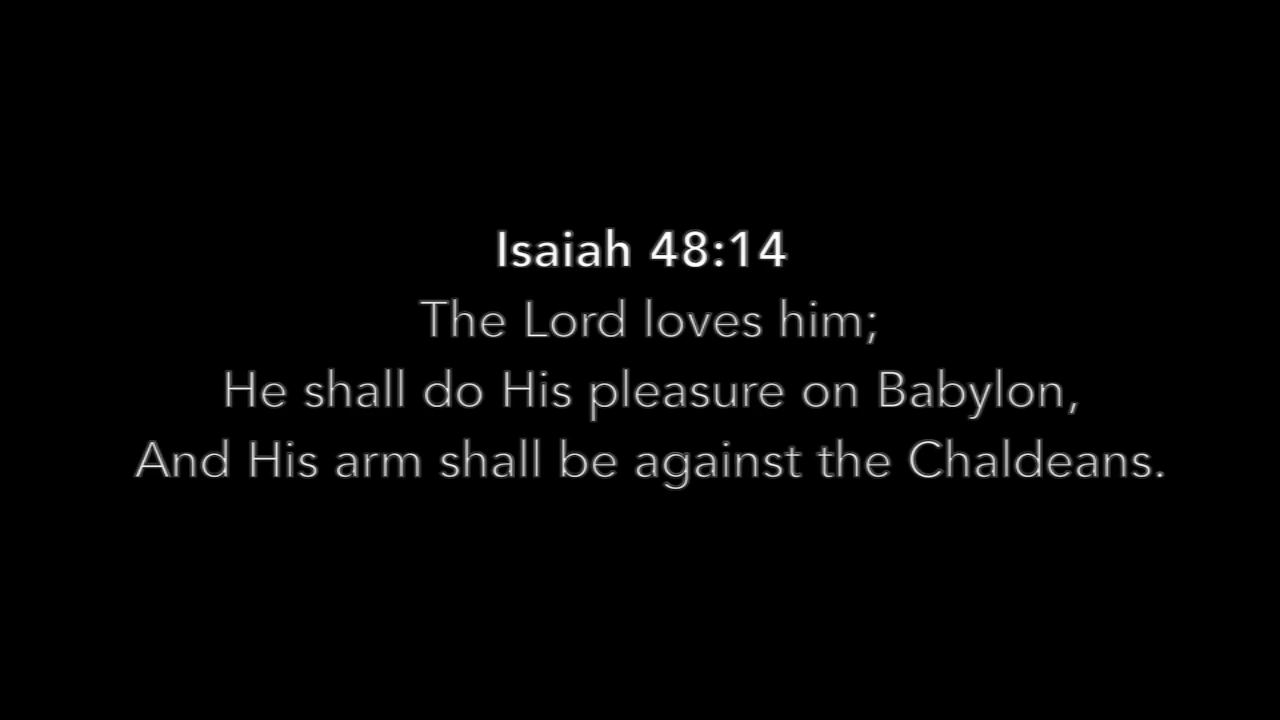 Isaiah 48:14
The Lord loves him;
He shall do His pleasure on Babylon,
And His arm shall be against the Chaldeans.